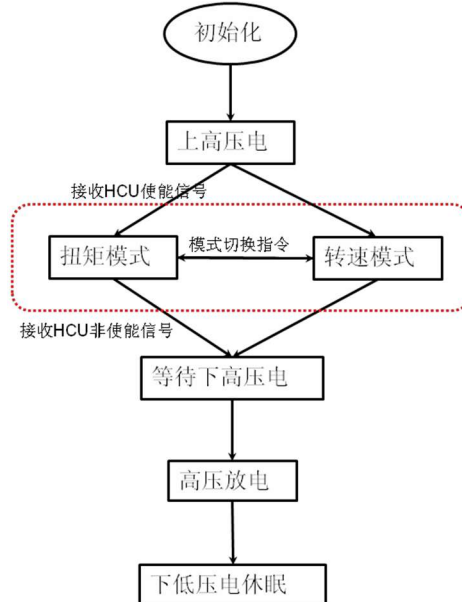 初始化
上高压电
接收HCU使能信号
扭矩模式
模式切换指令
转速模式
接收HCU非使能信号
等待下高压电
高压放电
下低压电休眠